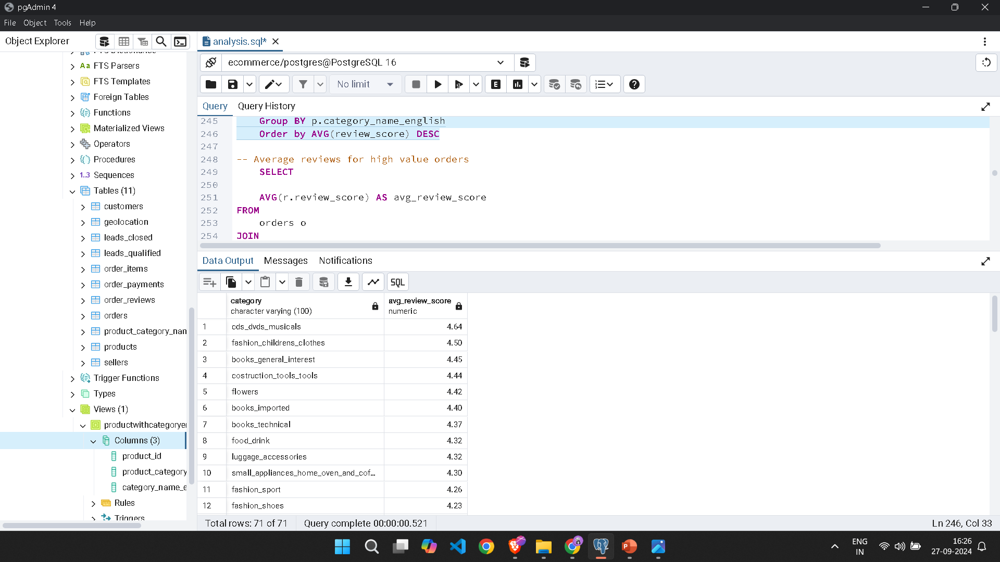 pgAdmin 4
File Object Tools Help
Object Explorer
FTS Parsers
FTS Templates
Foreign Tables
Functions
Materialized Views
Operators
Procedures
1..3 Sequences
Tables (11)
customers
geolocation
leads_closed
leads_qualified
order_items
order_payments
order_reviews
orders
product_category_nam
products
sellers
Trigger Functions
Types
Views (1)
productwithcategorye
Columns (3)
product_id
product_category
category_name_e
Rules
Triggers
analysis.sql*
ecommerce/postgres@PostgreSQL 16
No limit
E
Query Query History
245 Group BY p.category_name_english
246 Order by AVG(review_score) DESC
247
248 -- Average reviews for high value orders
249 SELECT
250
251 AVG(r.review_score) AS avg_review_score
252 FROM
253 orders o
254 JOIN
Data Output Messages Notifications
SQL
category avg_review_score
character varying (100) numeric
1 cds_dvds_musicals 4.64
2 fashion_childrens_clothes 4.50
3 books_general_interest 4.45
4 costruction_tools_tools 4.44
5 flowers 4.42
6 books_imported 4.40
7 books_technical 4.37
8 food_drink 4.32
9 luggage_accessories 4.32
10 small_appliances_home_oven_and_cof... 4.30
11 fashion_sport 4.26
12 fashion_shoes 4.23
Total rows: 71 of 71 Query complete 00:00:00.521 Ln 246, Col 33
ENG
IN
16:26
27-09-2024